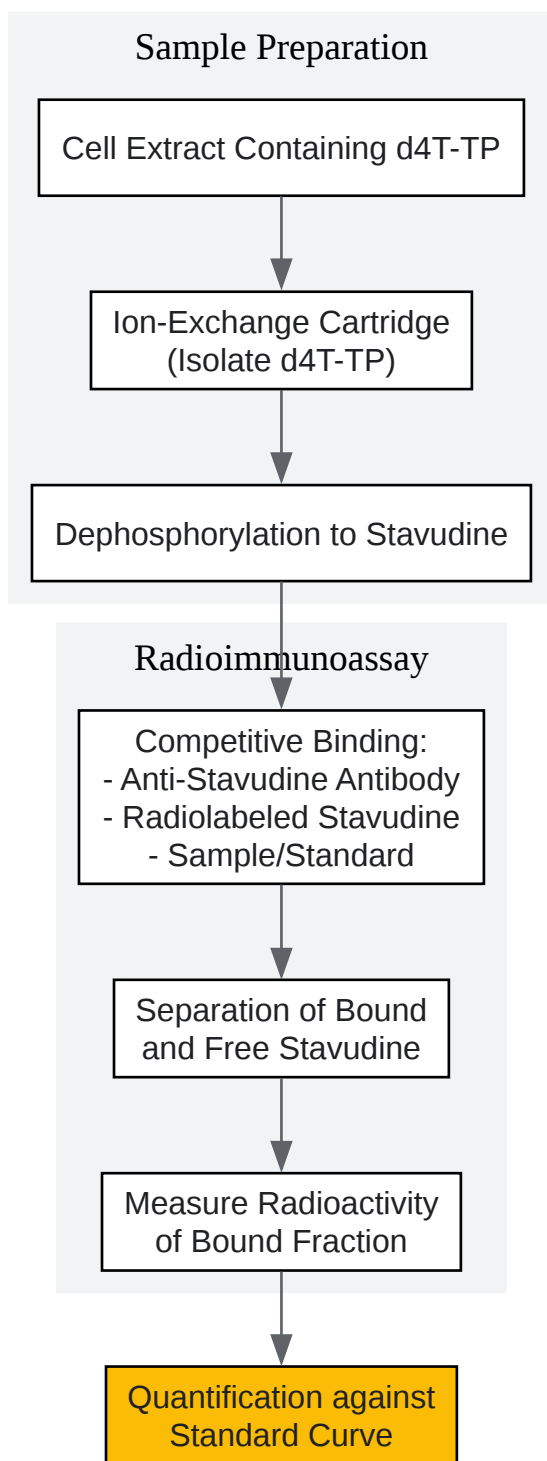 Sample Preparation
Cell Extract Containing d4T-TP
Ion-Exchange Cartridge
(Isolate d4T-TP)
Dephosphorylation to Stavudine
Radioimmunoassay
Competitive Binding:
- Anti-Stavudine Antibody
- Radiolabeled Stavudine
- Sample/Standard
Separation of Bound
and Free Stavudine
Measure Radioactivity
of Bound Fraction
Quantification against
Standard Curve